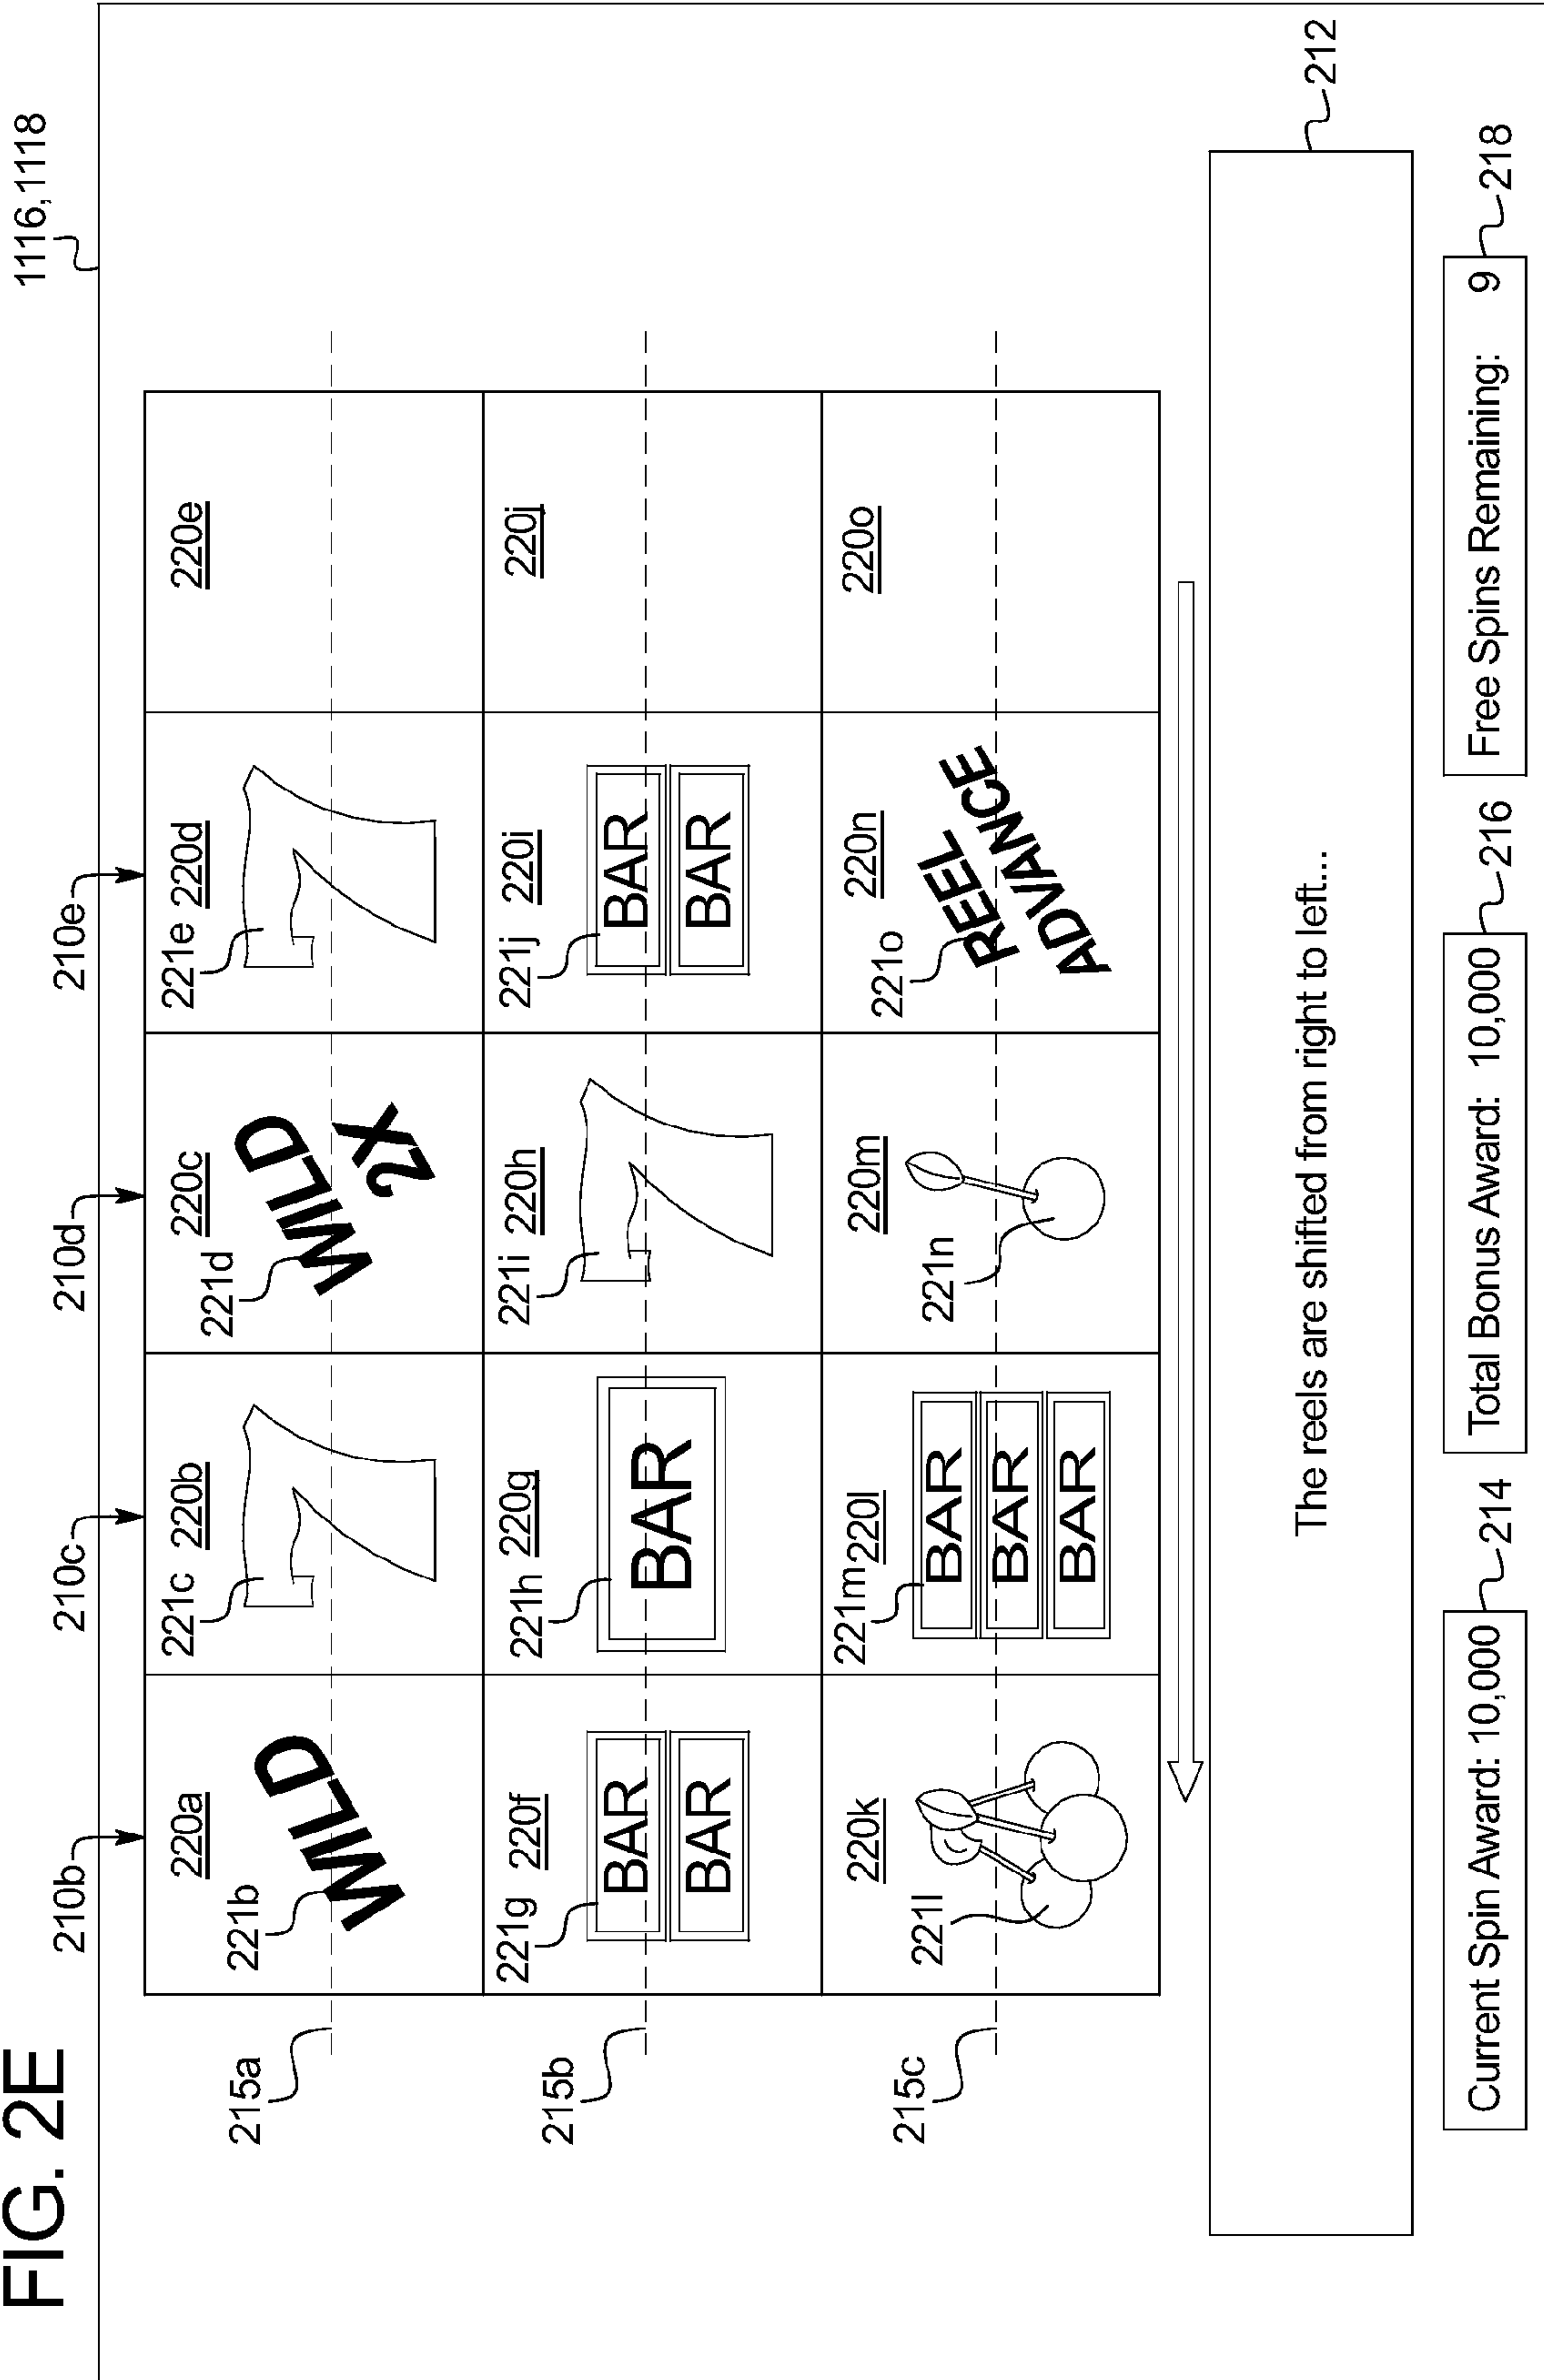 FIG. 2E
1116,1118
210b
210c
210d
210e
215a
220a
220b
220c
220d
220e
221b
221c
221d
221e
WILD
WILD
2X
215b
220f
220g
220h
220i
220j
221g
221h
221i
221j
BAR
BAR
BAR
BAR
BAR
215c
220k
220l
220m
220n
220o
221l
221m
221n
221o
BAR
BAR
BAR
REEL
ADVANCE
The reels are shifted from right to left...
212
Current Spin Award: 10,000
214
Total Bonus Award: 10,000
216
Free Spins Remaining: 9
218